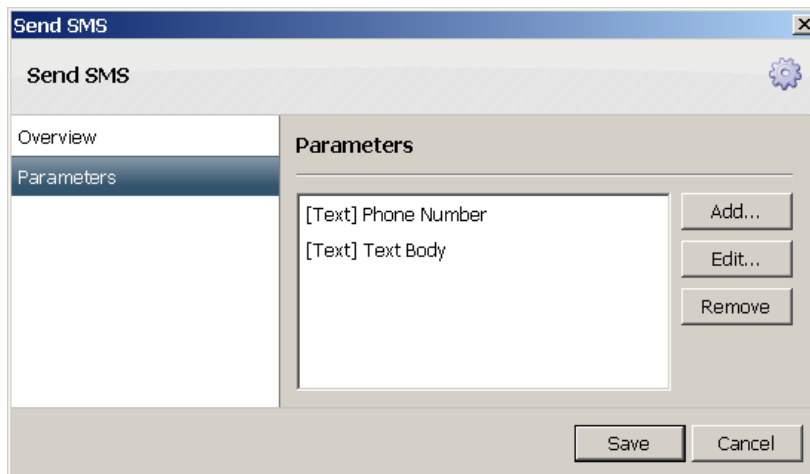 Send SMS
Send SMS
Overview
Parameters
Parameters
[Text] Phone Number
[Text] Text Body
Add...
Edit...
Remove
Save
Cancel